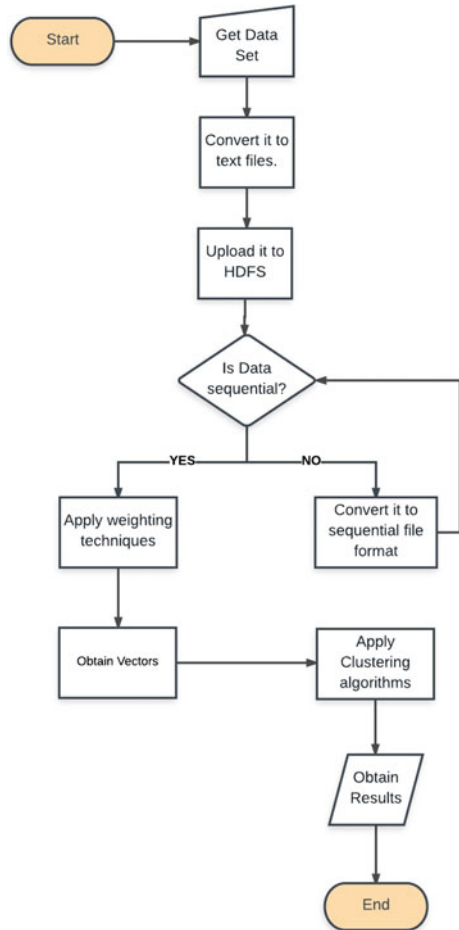 Start
Get Data
Set
Convert it to
text files.
Upload it to
HDFS
Is Data
sequential?
YES
NO
Apply weighting
techniques
Convert it to
sequential file
format
Obtain Vectors
Apply
Clustering
algorithms
Obtain
Results
End